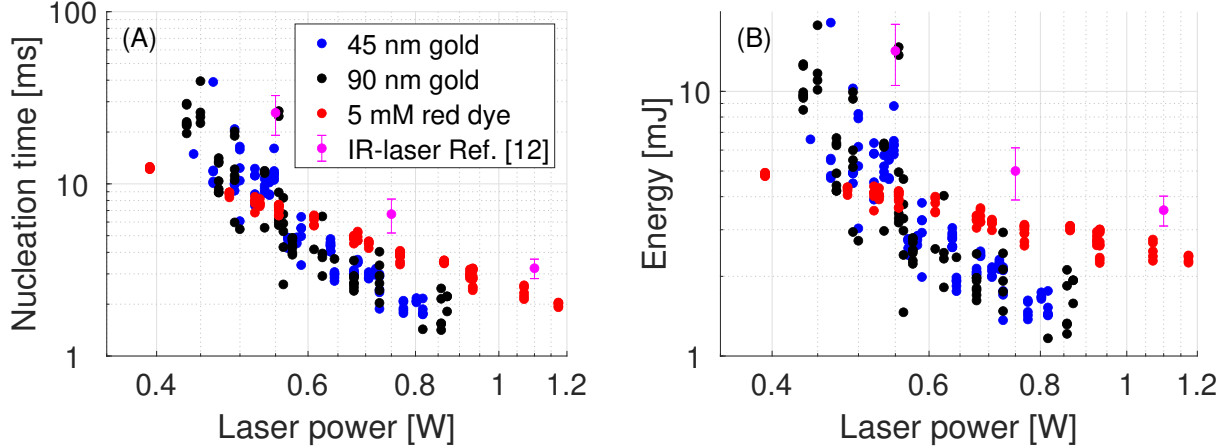 (A)
Nucleation time [ms]
100
10
1
45 nm gold
90 nm gold
5 mM red dye
IR-laser Ref. [12]
0.4
0.6
0.8
1
1.2
Laser power [W]
(B)
Energy [mJ]
10
1
0.4
0.6
0.8
1
1.2
Laser power [W]